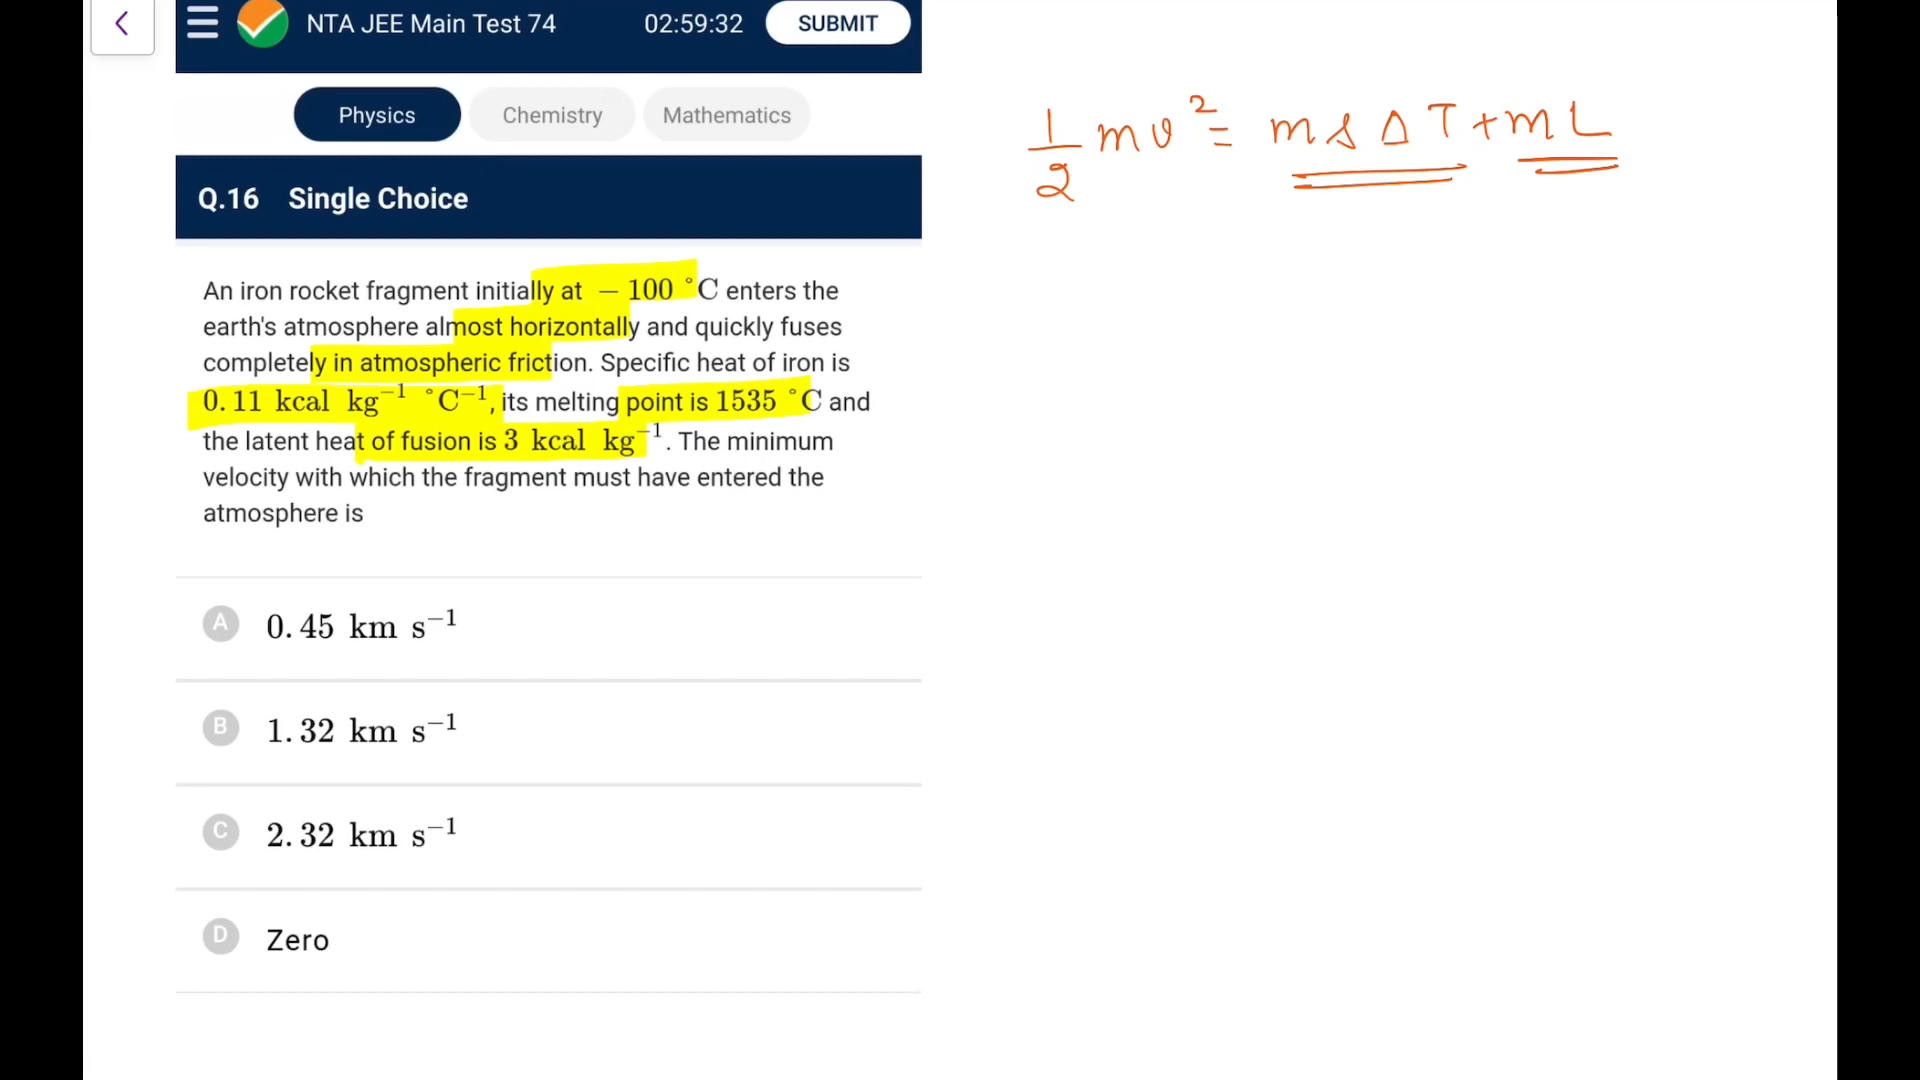 NTA JEE Main Test 74 02:59:32 SUBMIT
Physics Chemistry Mathematics
Q.16 Single Choice
An iron rocket fragment initially at − 100 °C enters the
earth's atmosphere almost horizontally and quickly fuses
completely in atmospheric friction. Specific heat of iron is
0.11 kcal kg⁻¹ °C⁻¹, its melting point is 1535 °C and
the latent heat of fusion is 3 kcal kg⁻¹. The minimum
velocity with which the fragment must have entered the
atmosphere is
A 0.45 km s⁻¹
B 1.32 km s⁻¹
C 2.32 km s⁻¹
D Zero
1/2 mv² = msΔT + mL